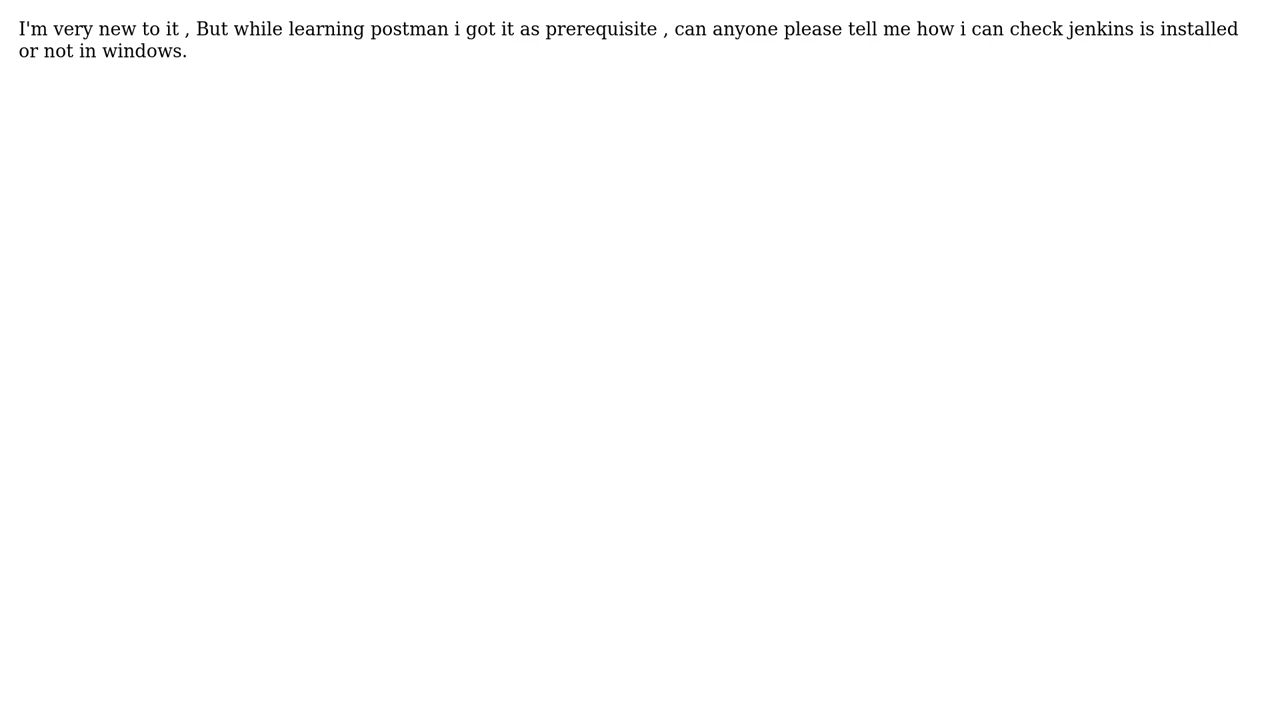 I'm very new to it , But while learning postman i got it as prerequisite , can anyone please tell me how i can check jenkins is installed
or not in windows.